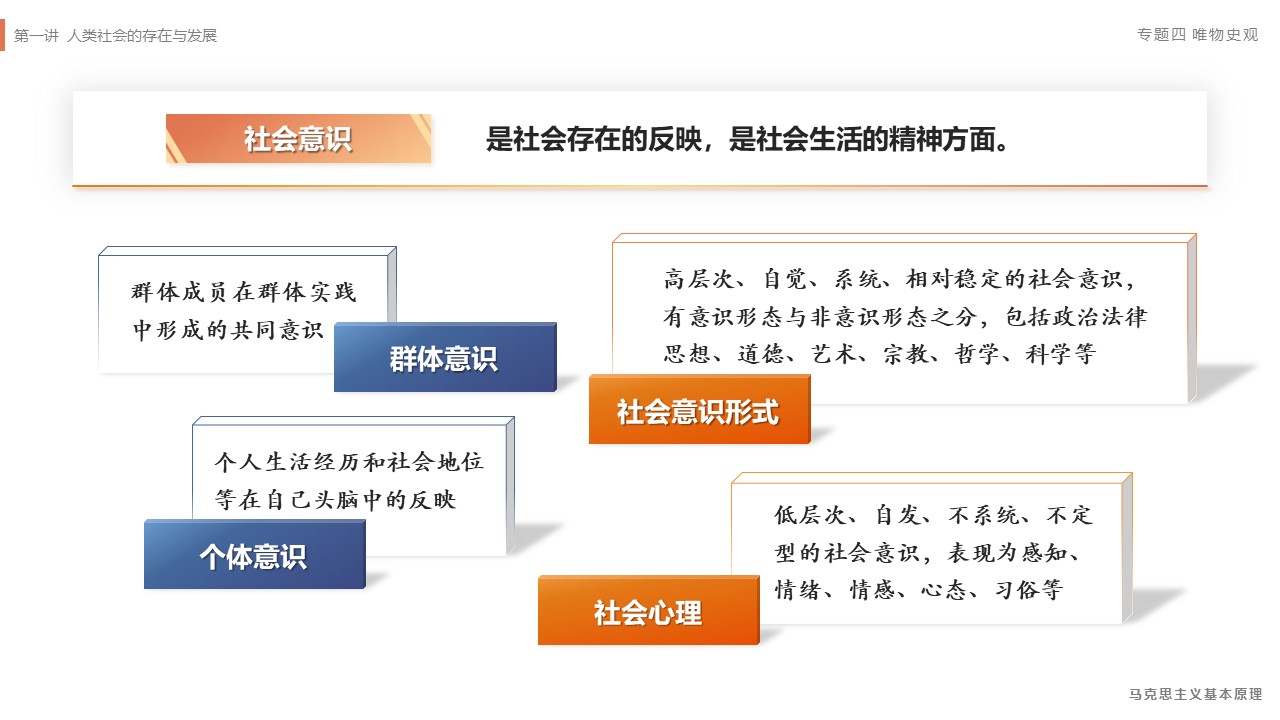 第一讲 人类社会的存在与发展
专题四 唯物史观
社会意识
是社会存在的反映，是社会生活的精神方面。
群体成员在群体实践
中形成的共同意识
群体意识
个人生活经历和社会地位
等在自己头脑中的反映
个体意识
高层次、自觉、系统、相对稳定的社会意识，
有意识形态与非意识形态之分，包括政治法律
思想、道德、艺术、宗教、哲学、科学等
社会意识形式
低层次、自发、不系统、不定
型的社会意识，表现为感知、
情绪、情感、心态、习俗等
社会心理
马克思主义基本原理